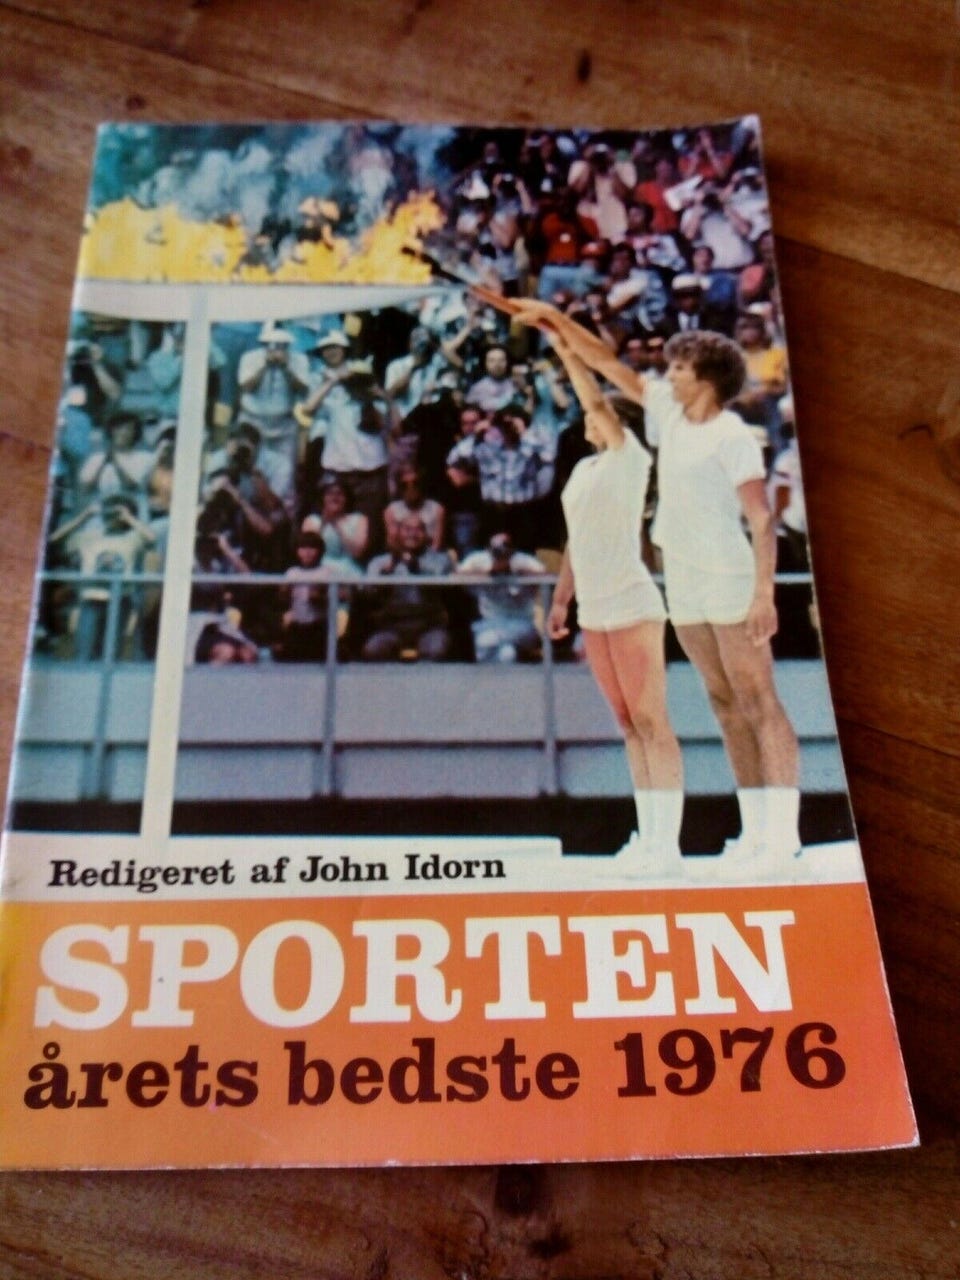 Redigeret af John Idorn
SPORTEN
årets bedste 1976